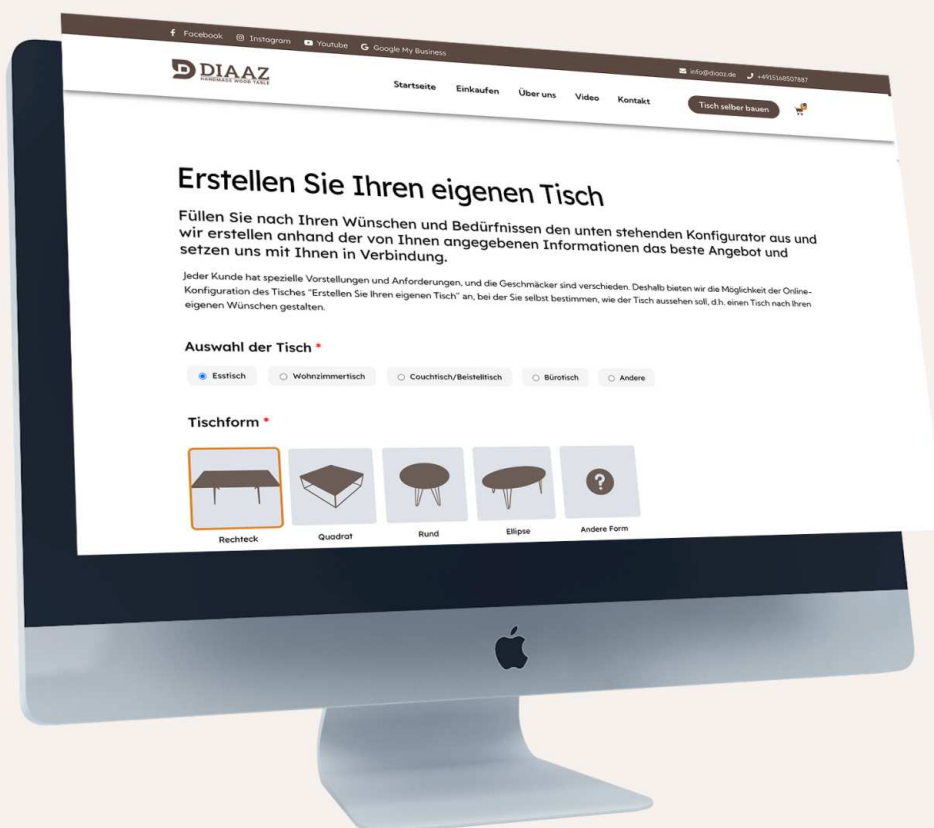 Facebook Instagram Youtube Google My Business info@diaaz.de +4915168507887
DIAAZ
HANDMADE WOOD TABLE
Startseite Einkaufen Über uns Video Kontakt Tisch selber bauen
Erstellen Sie Ihren eigenen Tisch
Füllen Sie nach Ihren Wünschen und Bedürfnissen den unten stehenden Konfigurator aus und
wir erstellen anhand der von Ihnen angegebenen Informationen das beste Angebot und
setzen uns mit Ihnen in Verbindung.
Jeder Kunde hat spezielle Vorstellungen und Anforderungen, und die Geschmäcker sind verschieden. Deshalb bieten wir die Möglichkeit der Online-
Konfiguration des Tisches "Erstellen Sie Ihren eigenen Tisch" an, bei der Sie selbst bestimmen, wie der Tisch aussehen soll, d.h. einen Tisch nach Ihren
eigenen Wünschen gestalten.
Auswahl der Tisch *
Esstisch Wohnzimmertisch Couchtisch/Beistelltisch Bürotisch Andere
Tischform *
?
Rechteck Quadrat Rund Ellipse Andere Form